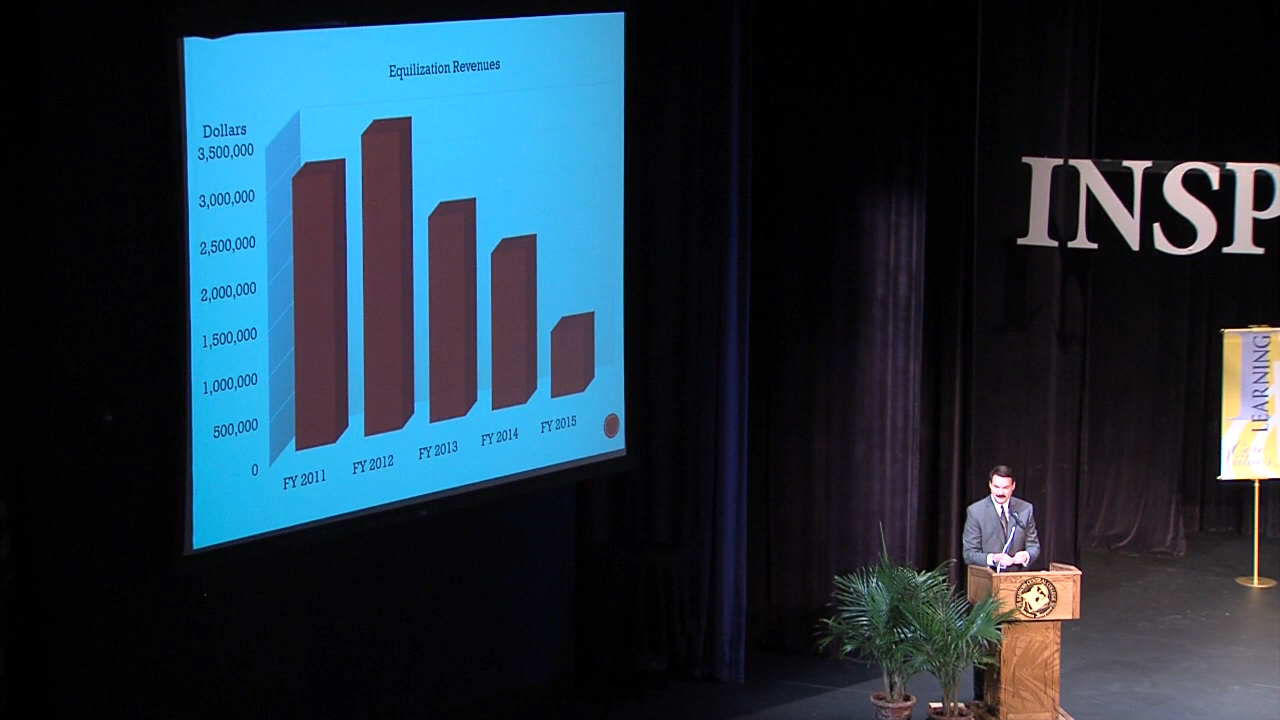 Equilization Revenues
Dollars
3,500,000
3,000,000
2,500,000
2,000,000
1,500,000
1,000,000
500,000
0
FY 2011
FY 2012
FY 2013
FY 2014
FY 2015
INSP
LEARNING